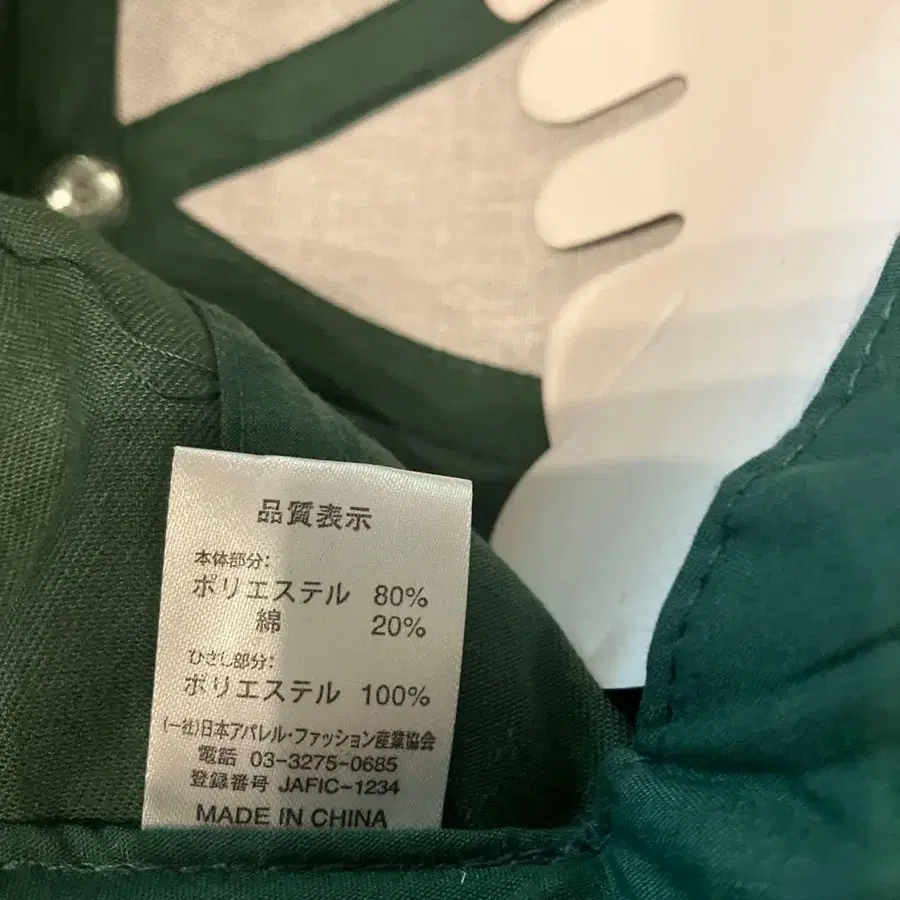 品質表示
本体部分:
ポリエステル 80%
綿 20%
ひさし部分:
ポリエステル 100%
(一社)日本アパレル・ファッション産業協会
電話 03-3275-0685
登録番号 JAFIC-1234
MADE IN CHINA